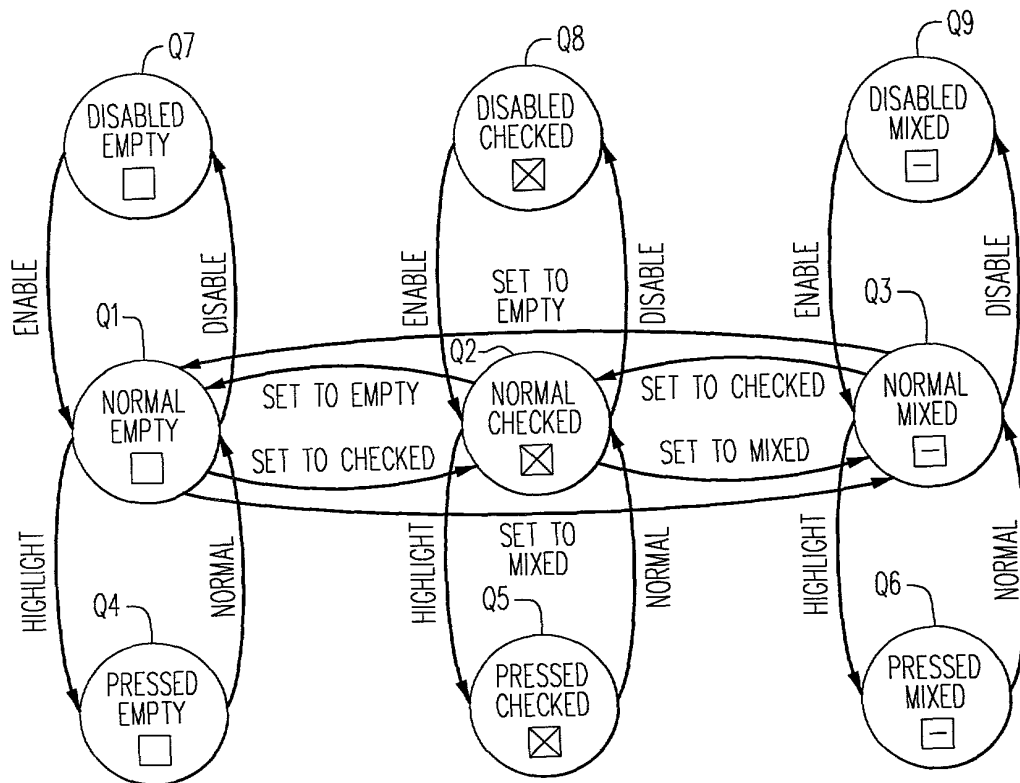 Q7
Q8
Q9
DISABLED
EMPTY
DISABLED
CHECKED
DISABLED
MIXED
ENABLE
DISABLE
ENABLE
DISABLE
ENABLE
DISABLE
SET TO
EMPTY
Q1
Q2
Q3
NORMAL
EMPTY
SET TO EMPTY
NORMAL
CHECKED
SET TO CHECKED
NORMAL
MIXED
SET TO CHECKED
SET TO MIXED
SET TO
MIXED
HIGHLIGHT
NORMAL
HIGHLIGHT
NORMAL
HIGHLIGHT
NORMAL
Q4
Q5
Q6
PRESSED
EMPTY
PRESSED
CHECKED
PRESSED
MIXED